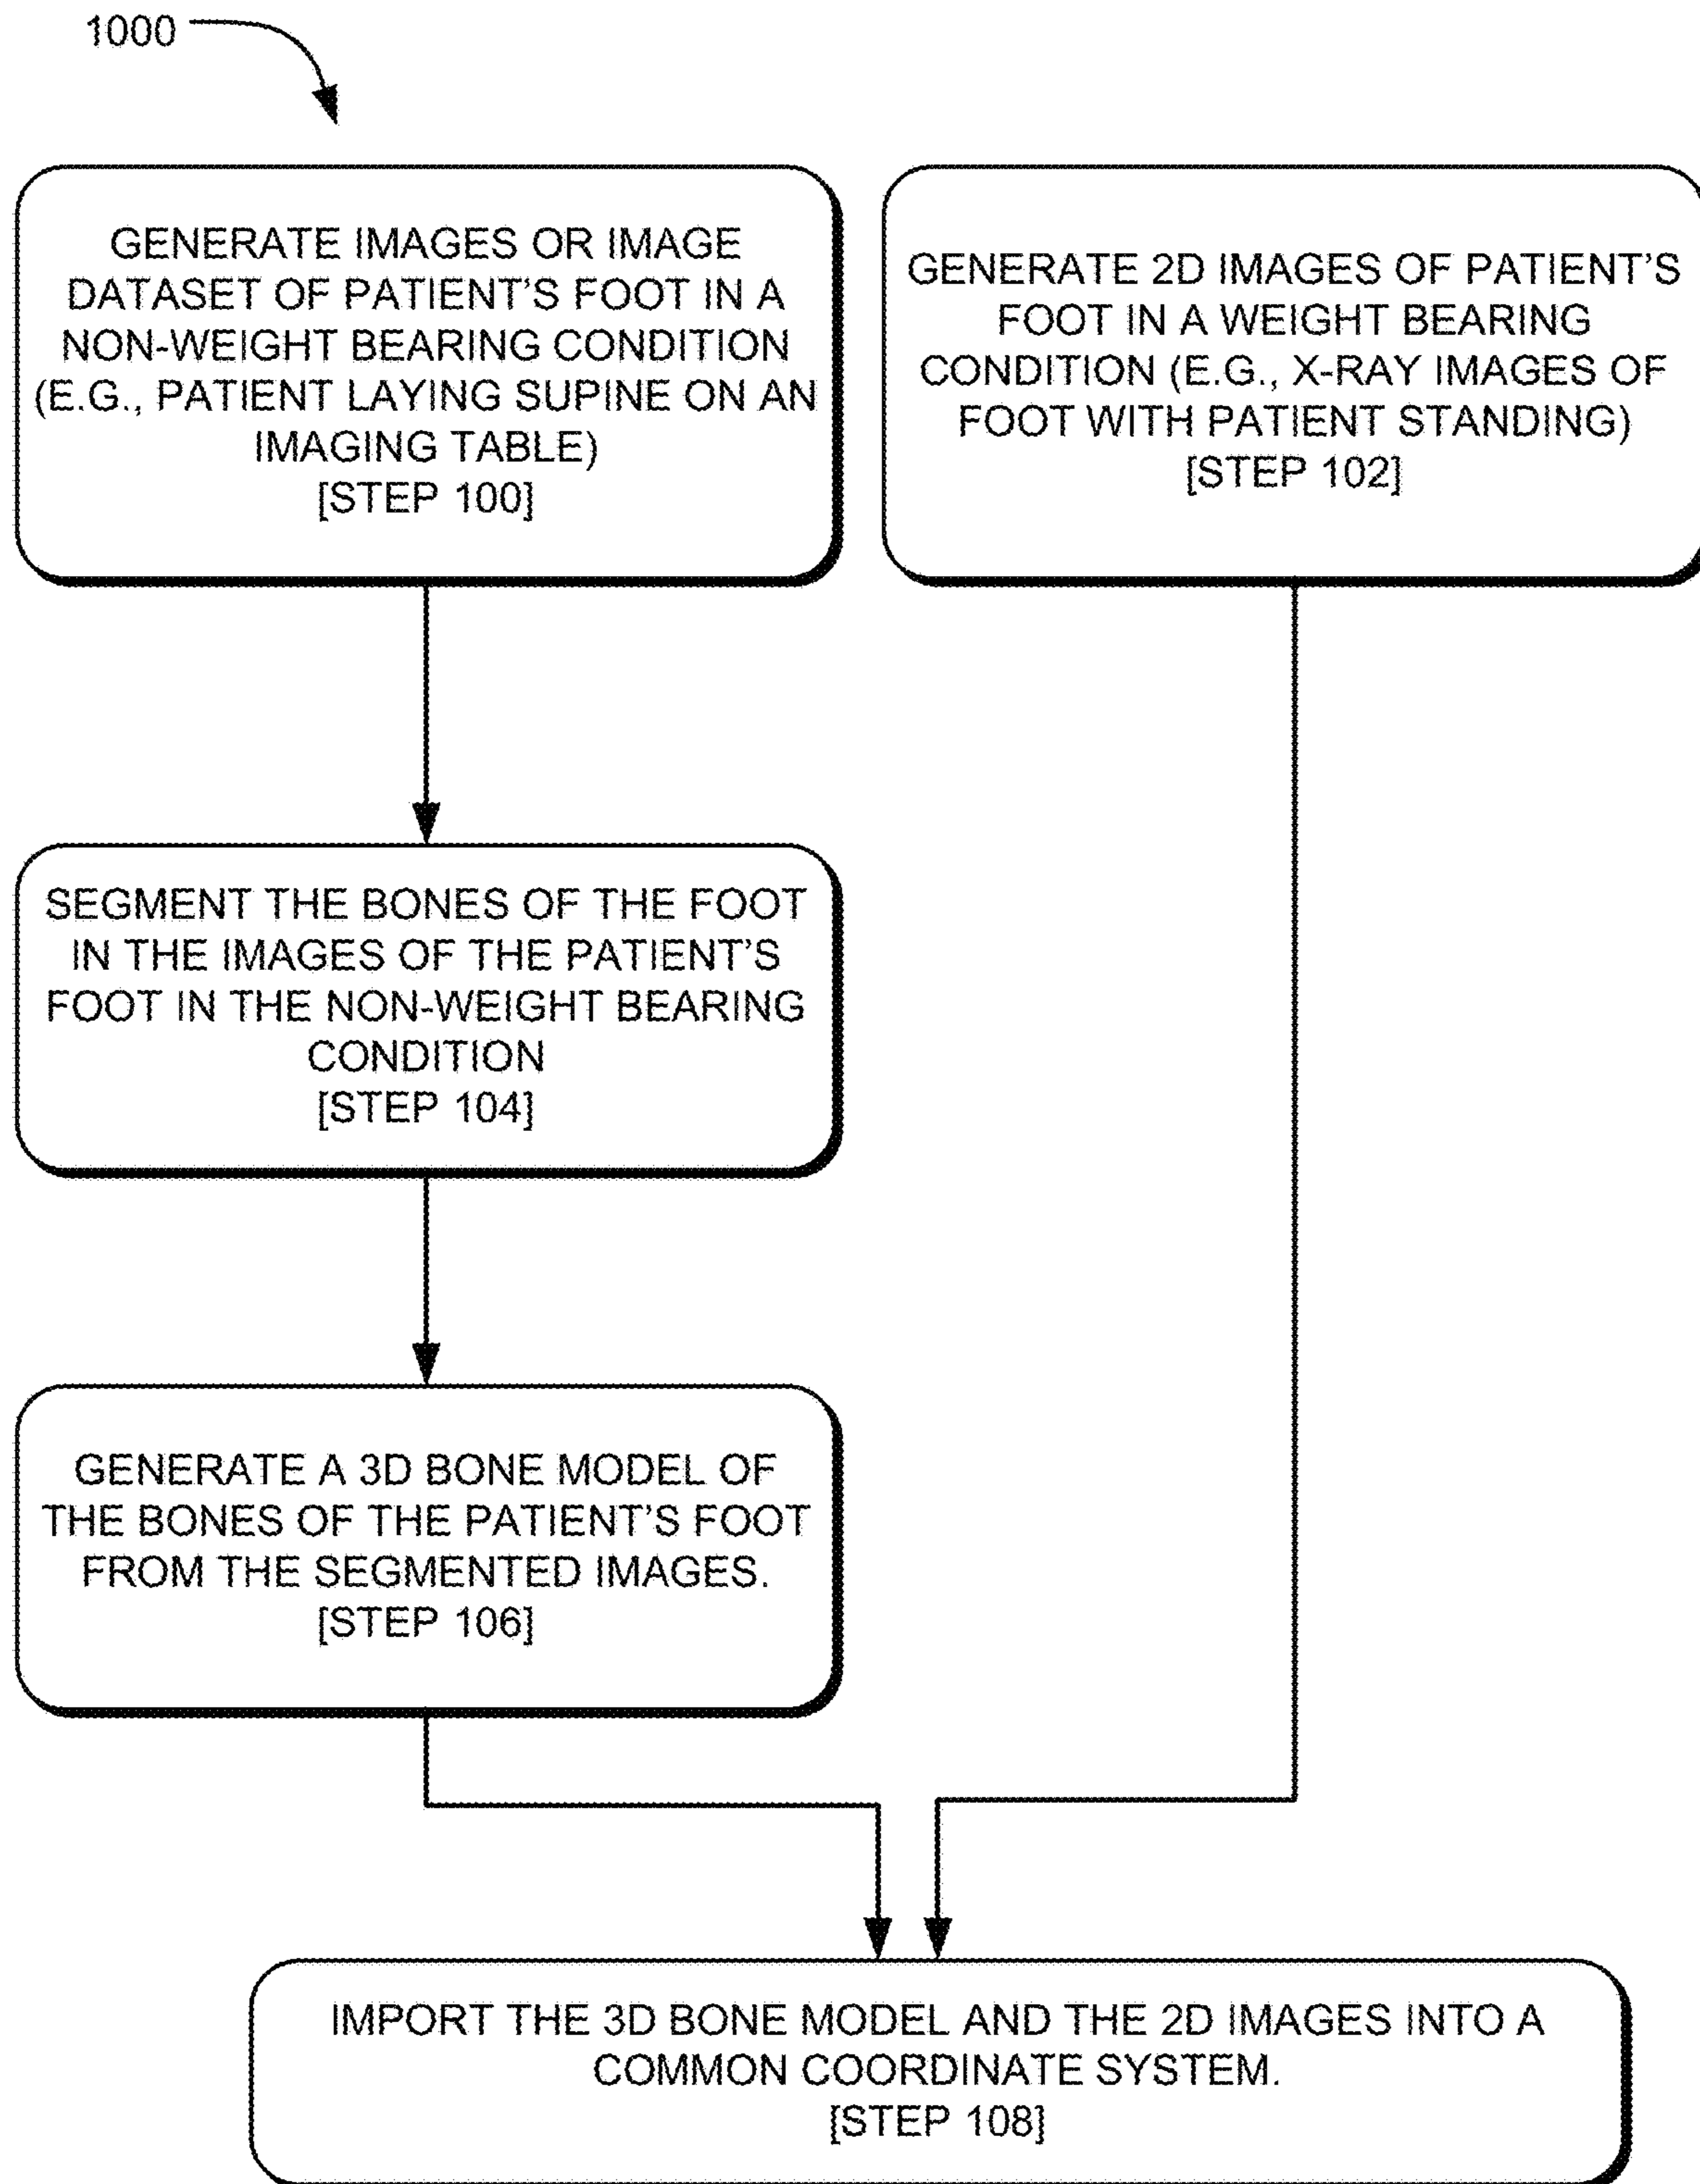 1000
GENERATE IMAGES OR IMAGE
DATASET OF PATIENT'S FOOT IN A
NON-WEIGHT BEARING CONDITION
(E.G., PATIENT LAYING SUPINE ON AN
IMAGING TABLE)
[STEP 100]
GENERATE 2D IMAGES OF PATIENT'S
FOOT IN A WEIGHT BEARING
CONDITION (E.G., X-RAY IMAGES OF
FOOT WITH PATIENT STANDING)
[STEP 102]
SEGMENT THE BONES OF THE FOOT
IN THE IMAGES OF THE PATIENT'S
FOOT IN THE NON-WEIGHT BEARING
CONDITION
[STEP 104]
GENERATE A 3D BONE MODEL OF
THE BONES OF THE PATIENT'S FOOT
FROM THE SEGMENTED IMAGES.
[STEP 106]
IMPORT THE 3D BONE MODEL AND THE 2D IMAGES INTO A
COMMON COORDINATE SYSTEM.
[STEP 108]